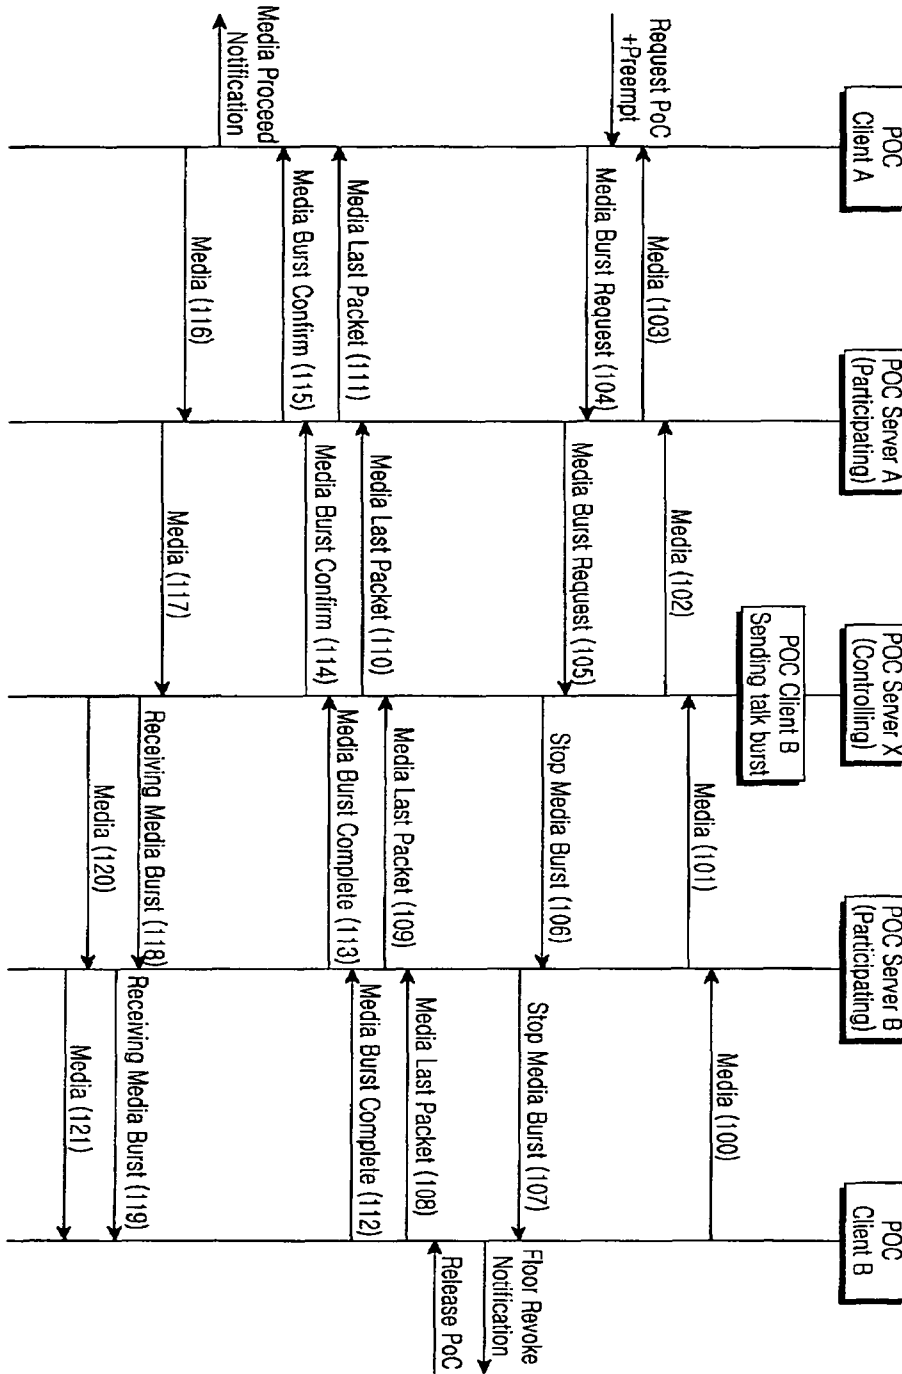 POC
Client A
POC Server A
(Participating)
POC Server X
(Controlling)
POC Server B
(Participating)
POC
Client B
POC Client B
Sending talk burst
Media (100)
Media (101)
Media (102)
Media (103)
Request PoC
+Preempt
Media Burst Request (104)
Media Burst Request (105)
Stop Media Burst (106)
Stop Media Burst (107)
Floor Revoke
Notification
Release PoC
Media Last Packet (108)
Media Last Packet (109)
Media Last Packet (110)
Media Last Packet (111)
Media Burst Complete (112)
Media Burst Complete (113)
Media Burst Confirm (114)
Media Burst Confirm (115)
Media Proceed
Notification
Media (116)
Media (117)
Receiving Media Burst (118)
Receiving Media Burst (119)
Media (120)
Media (121)